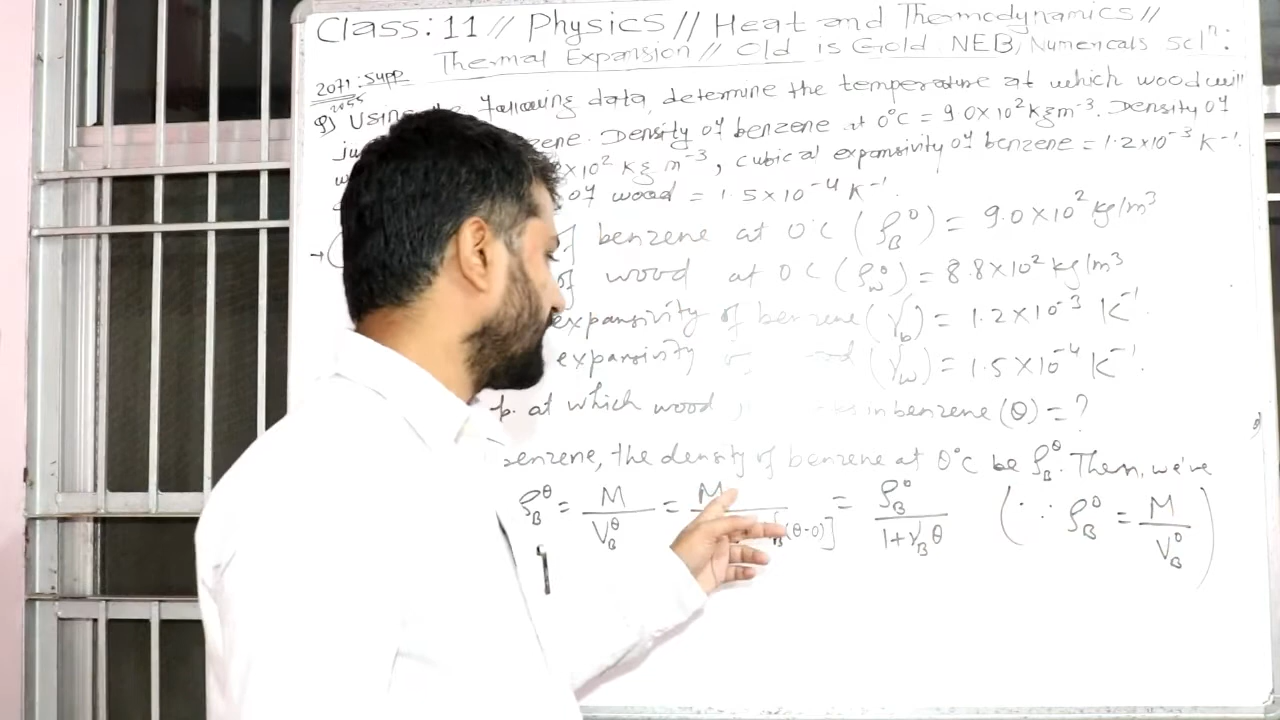 Class: 11 // Physics // Heat and Themodynamics //
Thermal Expansion // Old is Gold NEB, Numericals Soln:
2071: Supp
Q) Using following data, determine the temperature at which wood will
ju zene. Density of benzene at 0°C = 9.0×10² kgm⁻³. Density of
×10² kg m⁻³, cubical expansivity of benzene = 1.2×10⁻³ K⁻¹.
of wood = 1.5×10⁻⁴ K⁻¹.
→ of benzene at 0°C (ρ_B^0) = 9.0×10² kg/m³
of wood at 0°C (ρ_w^0) = 8.8×10² kg/m³
expansivity of benzene (γ_b) = 1.2×10⁻³ K⁻¹.
expansivity (γ_w) = 1.5×10⁻⁴ K⁻¹.
p. at which wood in benzene (θ) = ?
benzene, the density of benzene at θ°C be ρ_B^θ. Then, we've
ρ_B^θ = M / V_B^θ = M / (θ-0)] = ρ_B^0 / 1+γ_Bθ (∵ ρ_B^0 = M / V_B^0)